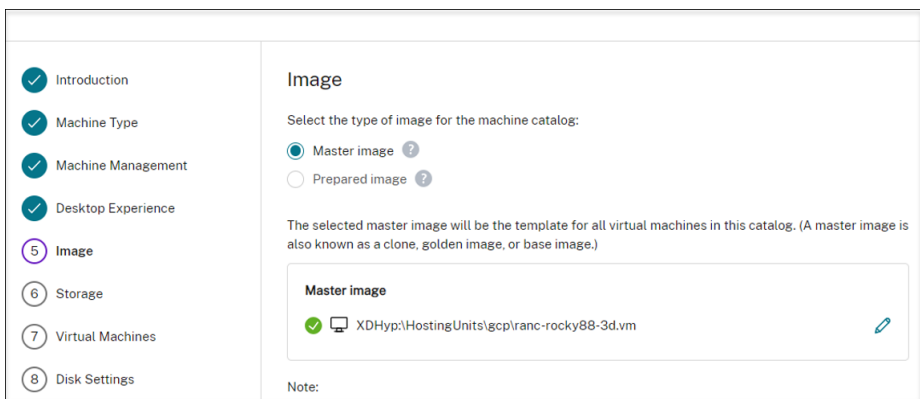 Introduction
Machine Type
Machine Management
Desktop Experience
5 Image
6 Storage
7 Virtual Machines
8 Disk Settings
Image
Select the type of image for the machine catalog:
Master image ?
Prepared image ?
The selected master image will be the template for all virtual machines in this catalog. (A master image is
also known as a clone, golden image, or base image.)
Master image
XDHyp:\HostingUnits\gcp\ranc-rocky88-3d.vm
Note: